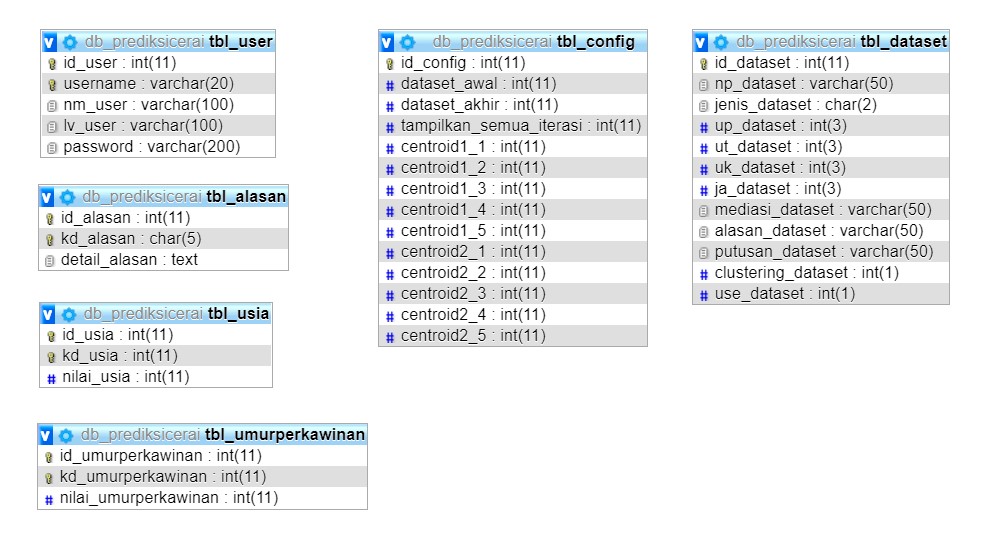 db_prediksicerai tbl_user
id_user : int(11)
username : varchar(20)
nm_user : varchar(100)
lv_user : varchar(100)
password : varchar(200)
db_prediksicerai tbl_alasan
id_alasan : int(11)
kd_alasan : char(5)
detail_alasan : text
db_prediksicerai tbl_usia
id_usia : int(11)
kd_usia : int(11)
# nilai_usia : int(11)
db_prediksicerai tbl_umurperkawinan
id_umurperkawinan : int(11)
kd_umurperkawinan : int(11)
# nilai_umurperkawinan : int(11)
db_prediksicerai tbl_config
id_config : int(11)
# dataset_awal : int(11)
# dataset_akhir : int(11)
# tampilkan_semua_iterasi : int(11)
# centroid1_1 : int(11)
# centroid1_2 : int(11)
# centroid1_3 : int(11)
# centroid1_4 : int(11)
# centroid1_5 : int(11)
# centroid2_1 : int(11)
# centroid2_2 : int(11)
# centroid2_3 : int(11)
# centroid2_4 : int(11)
# centroid2_5 : int(11)
db_prediksicerai tbl_dataset
id_dataset : int(11)
np_dataset : varchar(50)
jenis_dataset : char(2)
# up_dataset : int(3)
# ut_dataset : int(3)
# uk_dataset : int(3)
# ja_dataset : int(3)
mediasi_dataset : varchar(50)
alasan_dataset : varchar(50)
putusan_dataset : varchar(50)
# clustering_dataset : int(1)
# use_dataset : int(1)